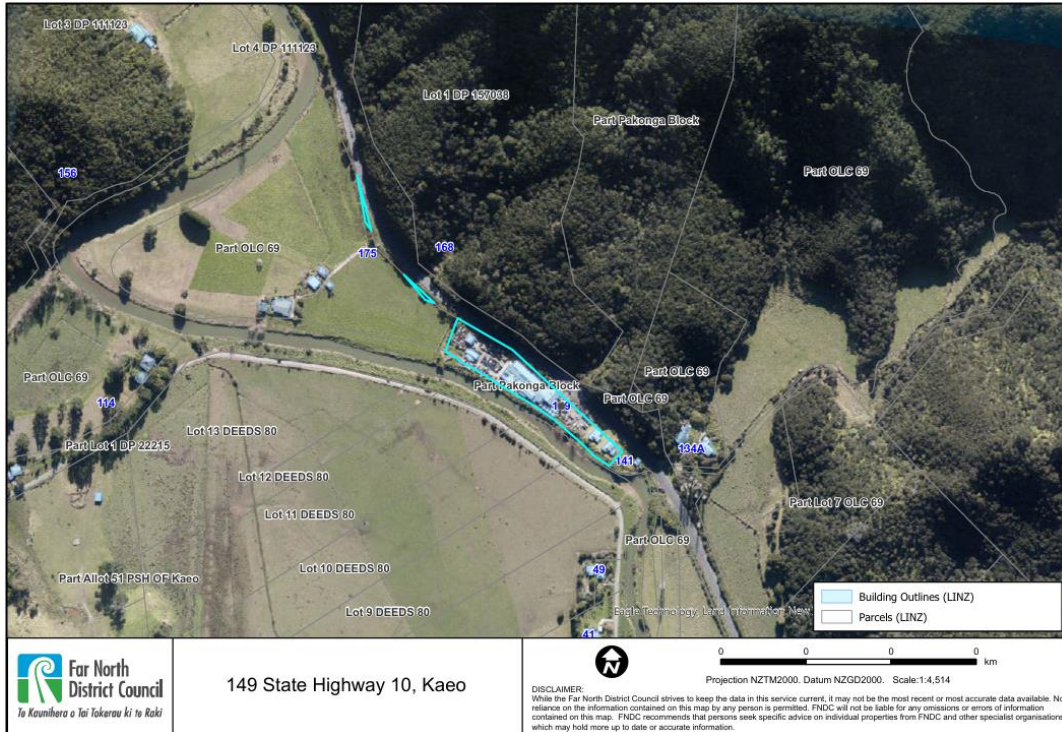 Lot 3 DP 111123
Lot 4 DP 111123
Lot 1 DP 157038
Part Pakonga Block
Part OLC 69
156
Part OLC 69
175
168
Part OLC 69
114
Part Lot 1 DP 22215
Part Pakonga Block
Part OLC 69
Part OLC 69
141
134A
Lot 13 DEEDS 80
Lot 12 DEEDS 80
Lot 11 DEEDS 80
Lot 10 DEEDS 80
Lot 9 DEEDS 80
Part Allot 51 PSH OF Kaeo
Part Lot 7 OLC 69
Part OLC 69
49
41
Eagle Technology, Land Information New
Building Outlines (LINZ)
Parcels (LINZ)
Far North
District Council
Te Kaunihera o Tai Tokerau ki te Raki
149 State Highway 10, Kaeo
N
0 0 0 0
km
Projection NZTM2000. Datum NZGD2000. Scale:1:4,514
DISCLAIMER:
While the Far North District Council strives to keep the data in this service current, it may not be the most recent or most accurate data available. No
reliance on the information contained on this map by any person is permitted. FNDC will not be liable for any omissions or errors of information
contained on this map. FNDC recommends that persons seek specific advice on individual properties from FNDC and other specialist organisations
which may hold more up to date or accurate information.